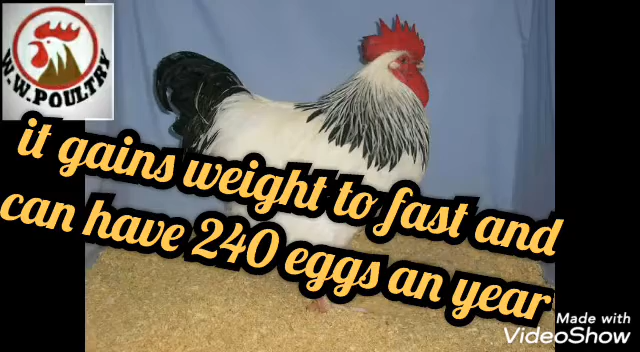 W.W.POULTRY
it gains weight to fast and
can have 240 eggs an year
Made with
VideoShow